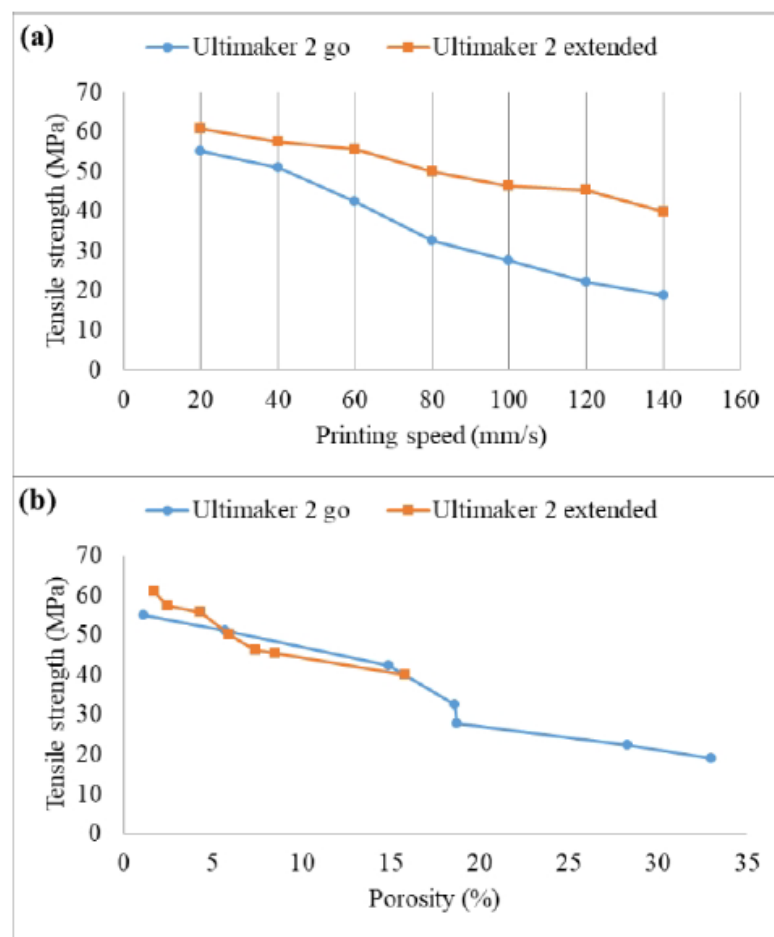 (a)
Ultimaker 2 go Ultimaker 2 extended
70
60
50
40
30
20
10
0
Tensile strength (MPa)
0 20 40 60 80 100 120 140 160
Printing speed (mm/s)
(b)
Ultimaker 2 go Ultimaker 2 extended
70
60
50
40
30
20
10
0
Tensile strength (MPa)
0 5 10 15 20 25 30 35
Porosity (%)